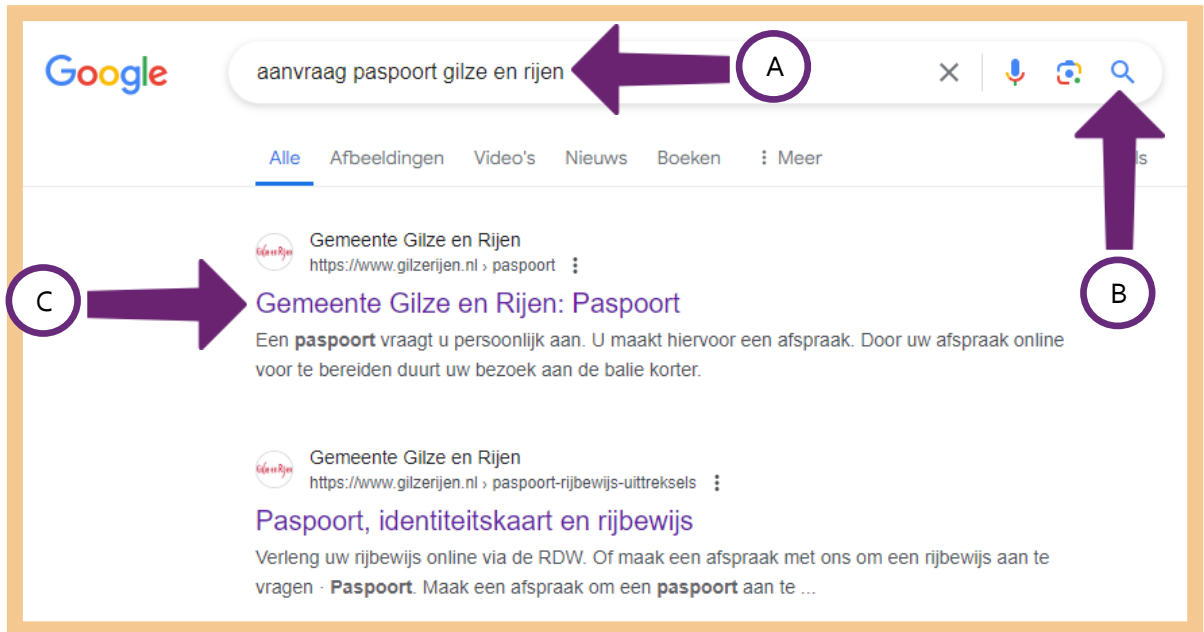 Google
aanvraag paspoort gilze en rijen
A
Alle Afbeeldingen Video's Nieuws Boeken Meer
Gemeente Gilze en Rijen
https://www.gilzerijen.nl › paspoort
C
B
Gemeente Gilze en Rijen: Paspoort
Een paspoort vraagt u persoonlijk aan. U maakt hiervoor een afspraak. Door uw afspraak online
voor te bereiden duurt uw bezoek aan de balie korter.
Gilze en Rijen
Gemeente Gilze en Rijen
https://www.gilzerijen.nl › paspoort-rijbewijs-uittreksels
Paspoort, identiteitskaart en rijbewijs
Verleng uw rijbewijs online via de RDW. Of maak een afspraak met ons om een rijbewijs aan te
vragen · Paspoort. Maak een afspraak om een paspoort aan te ...